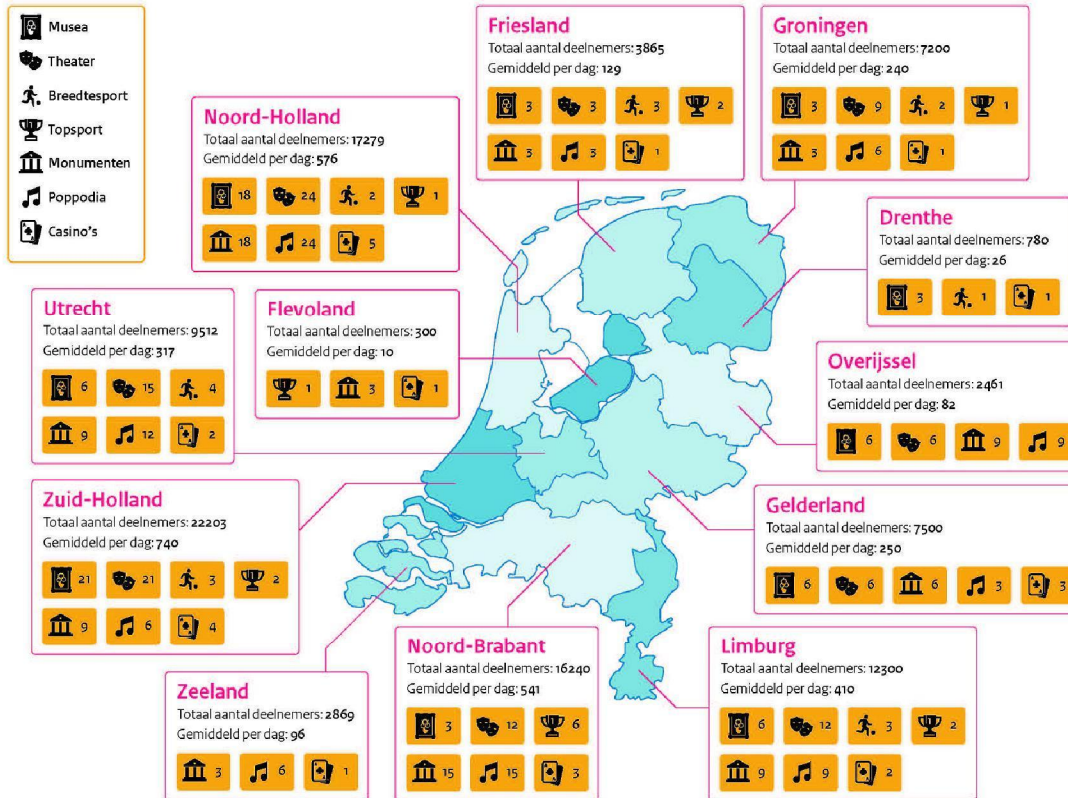 Musea
Theater
Breedtesport
Topsport
Monumenten
Poppodia
Casino's
Friesland
Totaal aantal deelnemers: 3865
Gemiddeld per dag: 129
3 3 3 2
3 3 1
Groningen
Totaal aantal deelnemers: 7200
Gemiddeld per dag: 240
3 9 2 1
3 6 1
Noord-Holland
Totaal aantal deelnemers: 17279
Gemiddeld per dag: 576
18 24 2 1
18 24 5
Drenthe
Totaal aantal deelnemers: 780
Gemiddeld per dag: 26
3 1 1
Utrecht
Totaal aantal deelnemers: 9512
Gemiddeld per dag: 317
6 15 4
9 12 2
Flevoland
Totaal aantal deelnemers: 300
Gemiddeld per dag: 10
1 3 1
Overijssel
Totaal aantal deelnemers: 2461
Gemiddeld per dag: 82
6 6 9 9
Zuid-Holland
Totaal aantal deelnemers: 22203
Gemiddeld per dag: 740
21 21 3 2
9 6 4
Gelderland
Totaal aantal deelnemers: 7500
Gemiddeld per dag: 250
6 6 6 3 3
Zeeland
Totaal aantal deelnemers: 2869
Gemiddeld per dag: 96
3 6 1
Noord-Brabant
Totaal aantal deelnemers: 16240
Gemiddeld per dag: 541
3 12 6
15 15 3
Limburg
Totaal aantal deelnemers: 12300
Gemiddeld per dag: 410
6 12 3 2
9 9 2